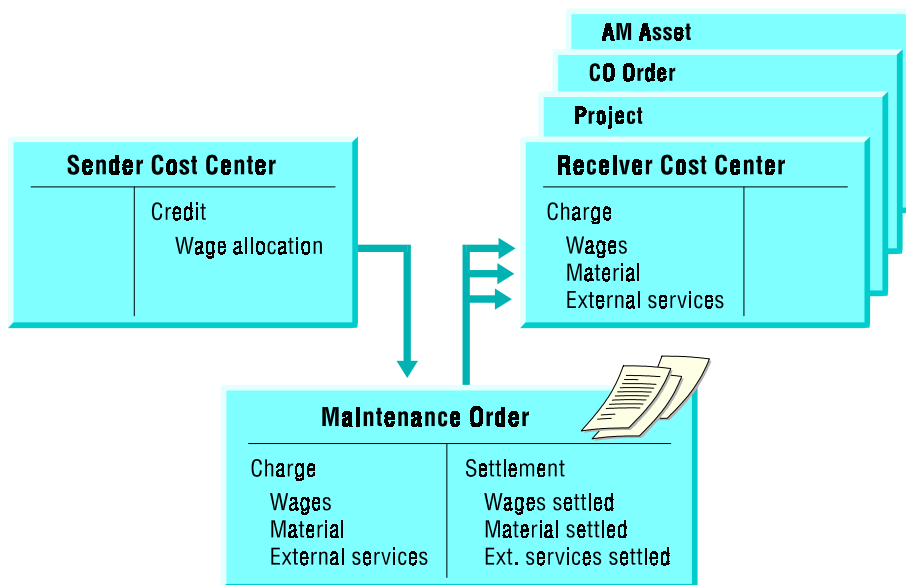 AM Asset
CO Order
Project
Sender Cost Center
Credit
Wage allocation
Receiver Cost Center
Charge
Wages
Material
External services
Maintenance Order
Charge
Wages
Material
External services
Settlement
Wages settled
Material settled
Ext. services settled